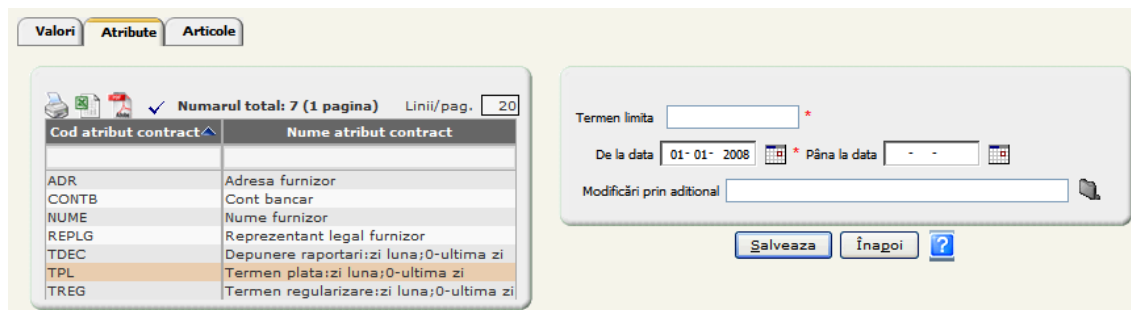 Valori Atribute Articole
Numarul total: 7 (1 pagina) Linii/pag. 20
Cod atribut contract Nume atribut contract
ADR Adresa furnizor
CONTB Cont bancar
NUME Nume furnizor
REPLG Reprezentant legal furnizor
TDEC Depunere raportari:zi luna;0-ultima zi
TPL Termen plata:zi luna;0-ultima zi
TREG Termen regularizare:zi luna;0-ultima zi
Termen limita *
De la data 01- 01- 2008 * Pâna la data - -
Modificări prin aditional
Salveaza Înapoi ?